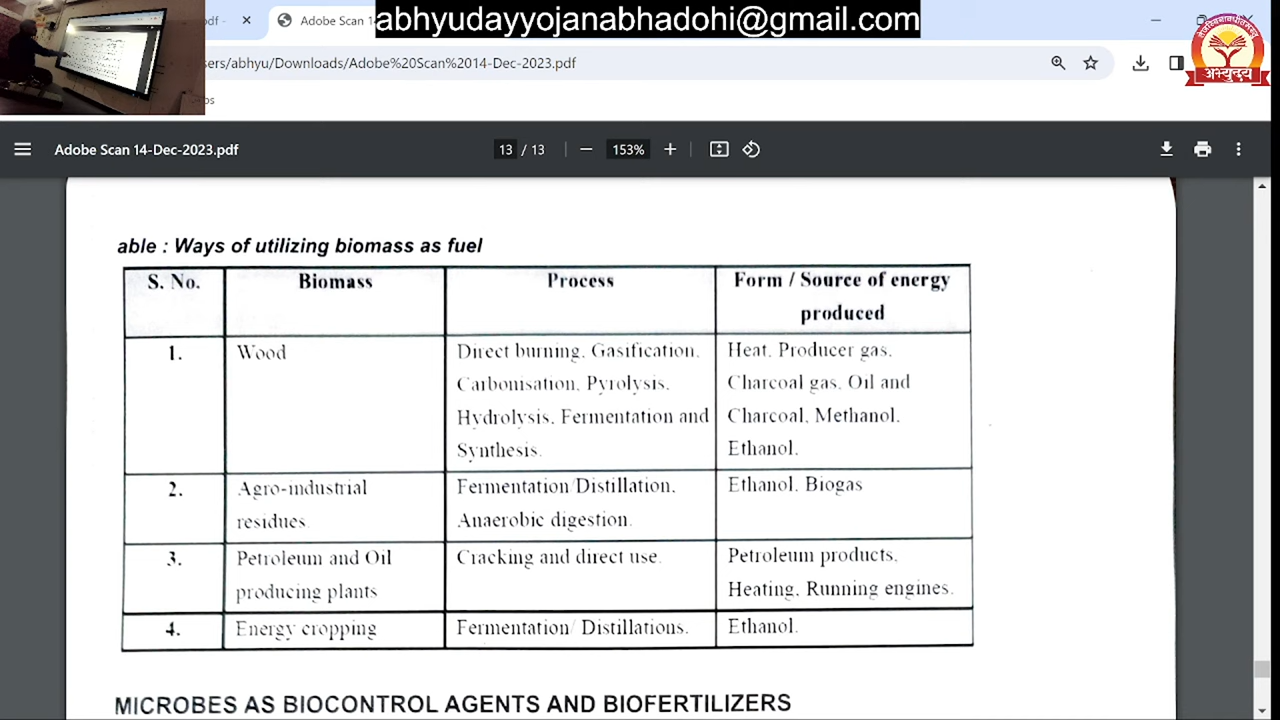 abhyudayyojanabhadohi@gmail.com
df -
Adobe Scan 14
sers/abhyu/Downloads/Adobe%20Scan%2014-Dec-2023.pdf
अभ्युदय
Adobe Scan 14-Dec-2023.pdf
13 / 13
153%
able : Ways of utilizing biomass as fuel
S. No. Biomass Process Form / Source of energy
produced
1. Wood Direct burning, Gasification, Heat, Producer gas,
Carbonisation, Pyrolysis, Charcoal gas, Oil and
Hydrolysis, Fermentation and Charcoal, Methanol,
Synthesis. Ethanol.
2. Agro-industrial Fermentation/Distillation, Ethanol, Biogas
residues. Anaerobic digestion.
3. Petroleum and Oil Cracking and direct use. Petroleum products,
producing plants Heating, Running engines.
4. Energy cropping Fermentation/ Distillations. Ethanol.
MICROBES AS BIOCONTROL AGENTS AND BIOFERTILIZERS